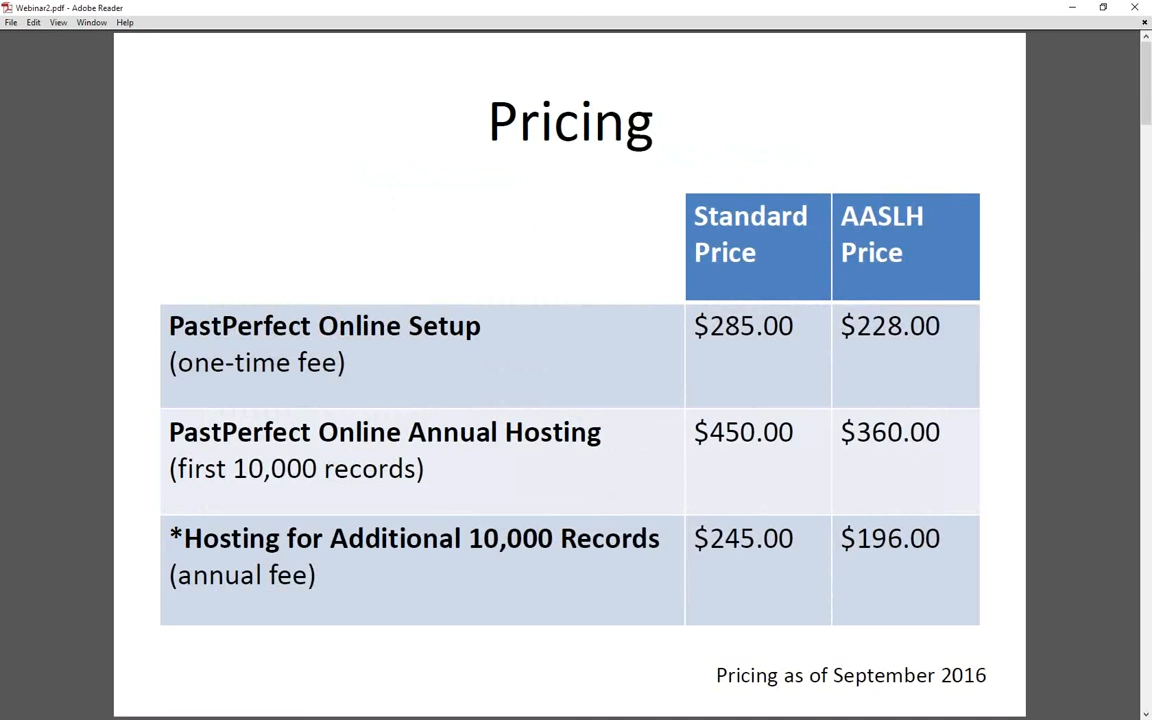 Webinar2.pdf - Adobe Reader
File Edit View Window Help
Pricing
Standard Price AASLH Price
PastPerfect Online Setup $285.00 $228.00
(one-time fee)
PastPerfect Online Annual Hosting $450.00 $360.00
(first 10,000 records)
*Hosting for Additional 10,000 Records $245.00 $196.00
(annual fee)
Pricing as of September 2016